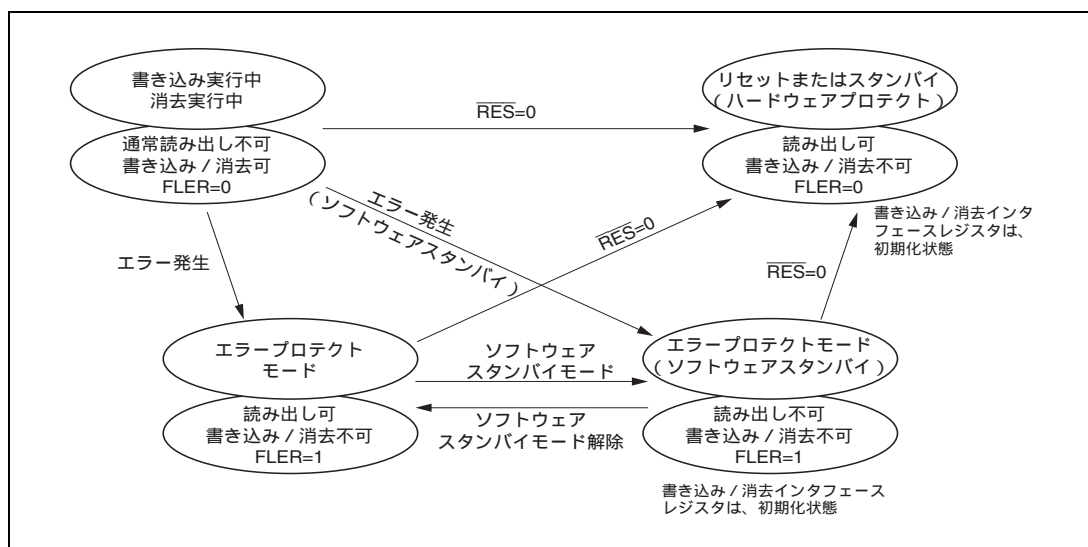 書き込み実行中
消去実行中
通常読み出し不可
書き込み / 消去可
FLER=0
RES=0
リセットまたはスタンバイ
(ハードウェアプロテクト)
読み出し可
書き込み / 消去不可
FLER=0
書き込み / 消去インタ
フェースレジスタは、
初期化状態
エラー発生
(ソフトウェアスタンバイ)
エラー発生
RES=0
RES=0
エラープロテクト
モード
読み出し可
書き込み / 消去不可
FLER=1
ソフトウェア
スタンバイモード
ソフトウェア
スタンバイモード解除
エラープロテクトモード
(ソフトウェアスタンバイ)
読み出し不可
書き込み / 消去不可
FLER=1
書き込み / 消去インタフェース
レジスタは、初期化状態